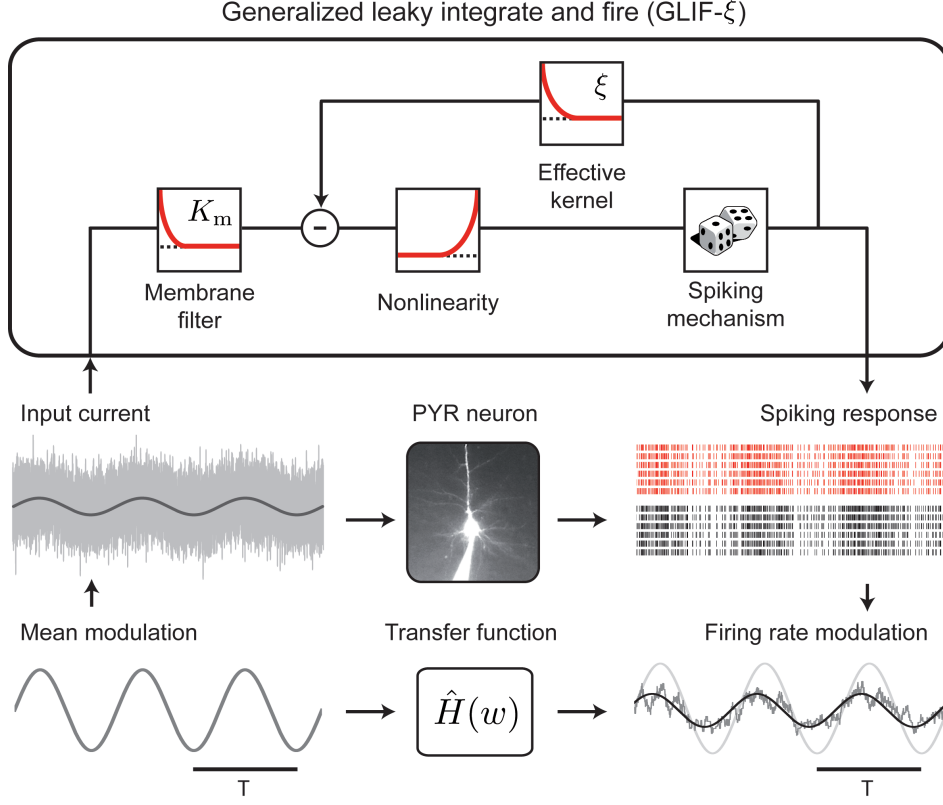 Generalized leaky integrate and fire (GLIF-ξ)
ξ
Effective
kernel
K_m
-
Membrane
filter
Nonlinearity
Spiking
mechanism
Input current
PYR neuron
Spiking response
Mean modulation
Transfer function
Firing rate modulation
Ĥ(w)
T
T